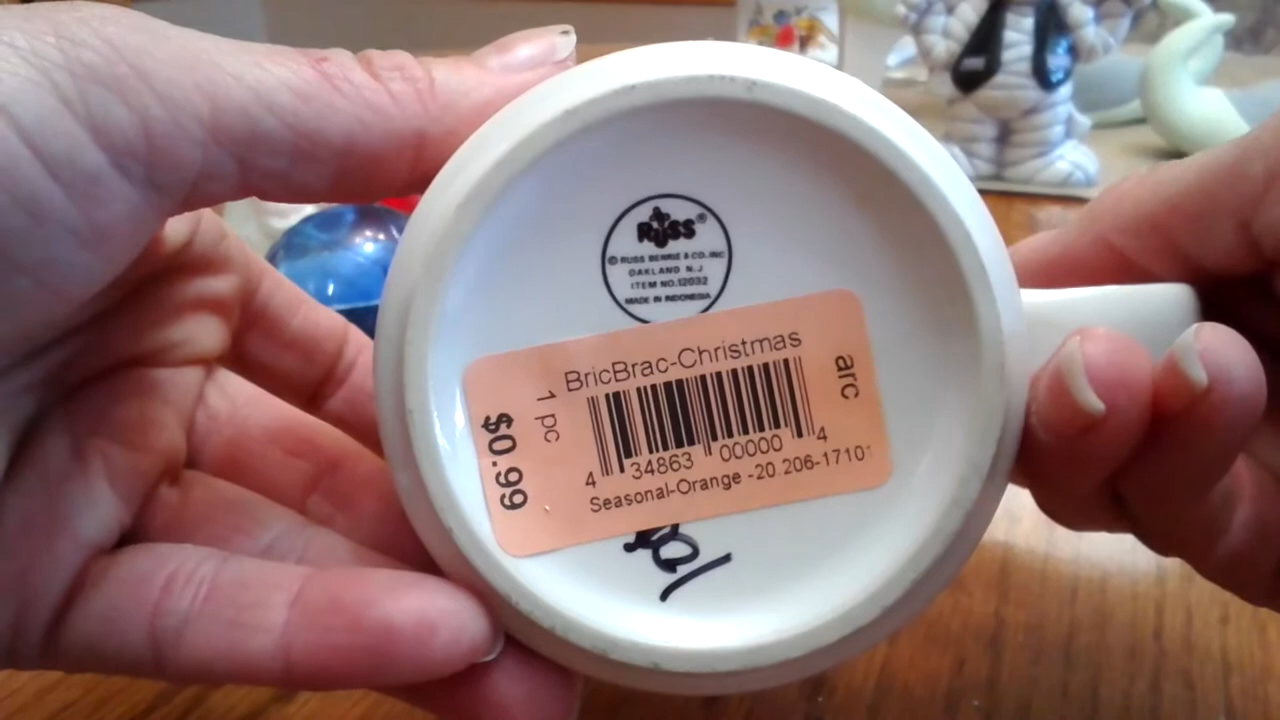 RUSS®
© RUSS BERRIE & CO. INC
OAKLAND N.J
ITEM NO. 12032
MADE IN INDONESIA
BricBrac-Christmas
1 pc
arc
$0.99
4 34863 00000 4
Seasonal-Orange -20.206-17101